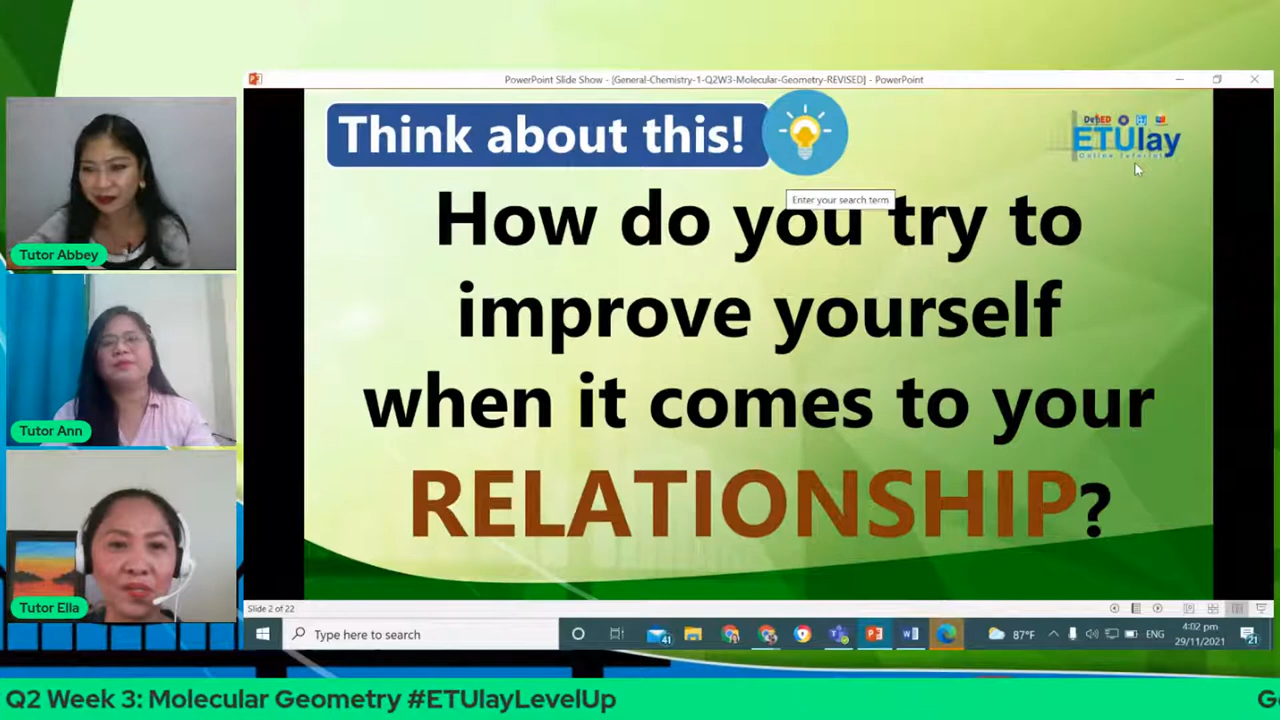 PowerPoint Slide Show - [General-Chemistry-1-Q2W3-Molecular-Geometry-REVISED] - PowerPoint
Think about this!
DepED
ETUlay
Enter your search term
How do you try to
improve yourself
when it comes to your
RELATIONSHIP?
Tutor Abbey
Tutor Ann
Tutor Ella
Slide 2 of 22
Type here to search
41
87°F
ENG
4:02 pm
29/11/2021
21
Q2 Week 3: Molecular Geometry #ETUlayLevelUp